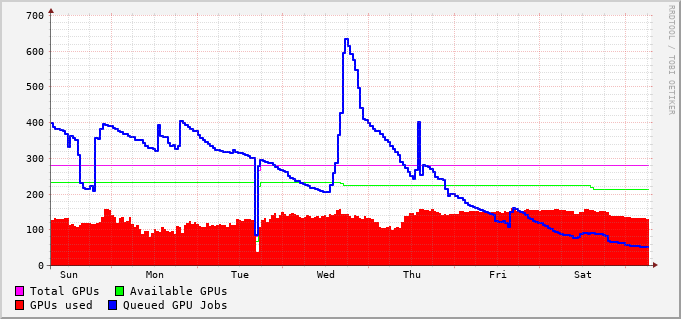 700
600
500
400
300
200
100
0
Sun Mon Tue Wed Thu Fri Sat
Total GPUs Available GPUs
GPUs used Queued GPU Jobs
RRDTOOL / TOBI OETIKER